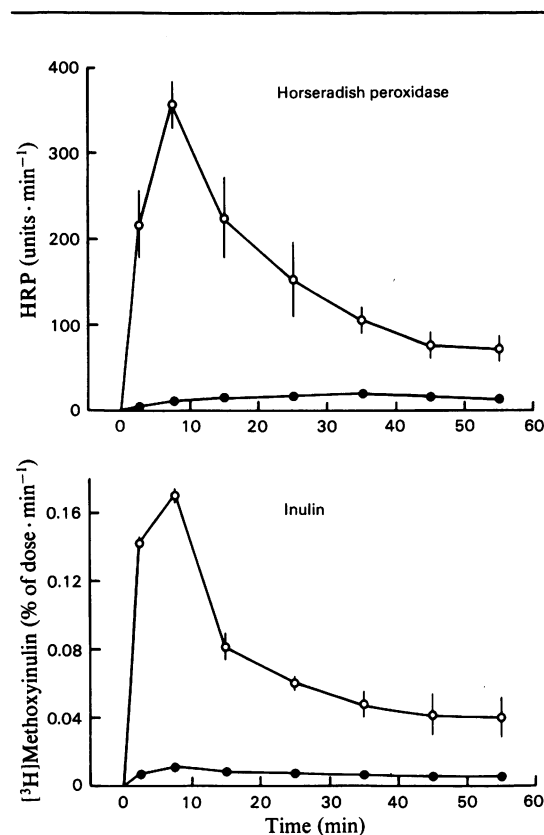 400
Horseradish peroxidase
300
200
100
0
HRP (units · min⁻¹)
0 10 20 30 40 50 60
0.16
Inulin
0.12
0.08
0.04
0
[³H]Methoxyinulin (% of dose · min⁻¹)
0 10 20 30 40 50 60
Time (min)